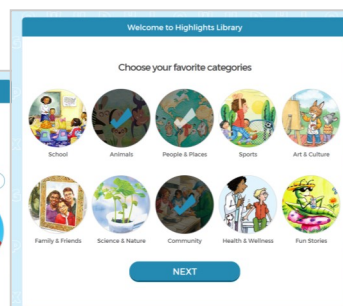 Welcome to Highlights Library
Choose your favorite categories
School
Animals
People & Places
Sports
Art & Culture
Family & Friends
Science & Nature
Community
Health & Wellness
Fun Stories
NEXT